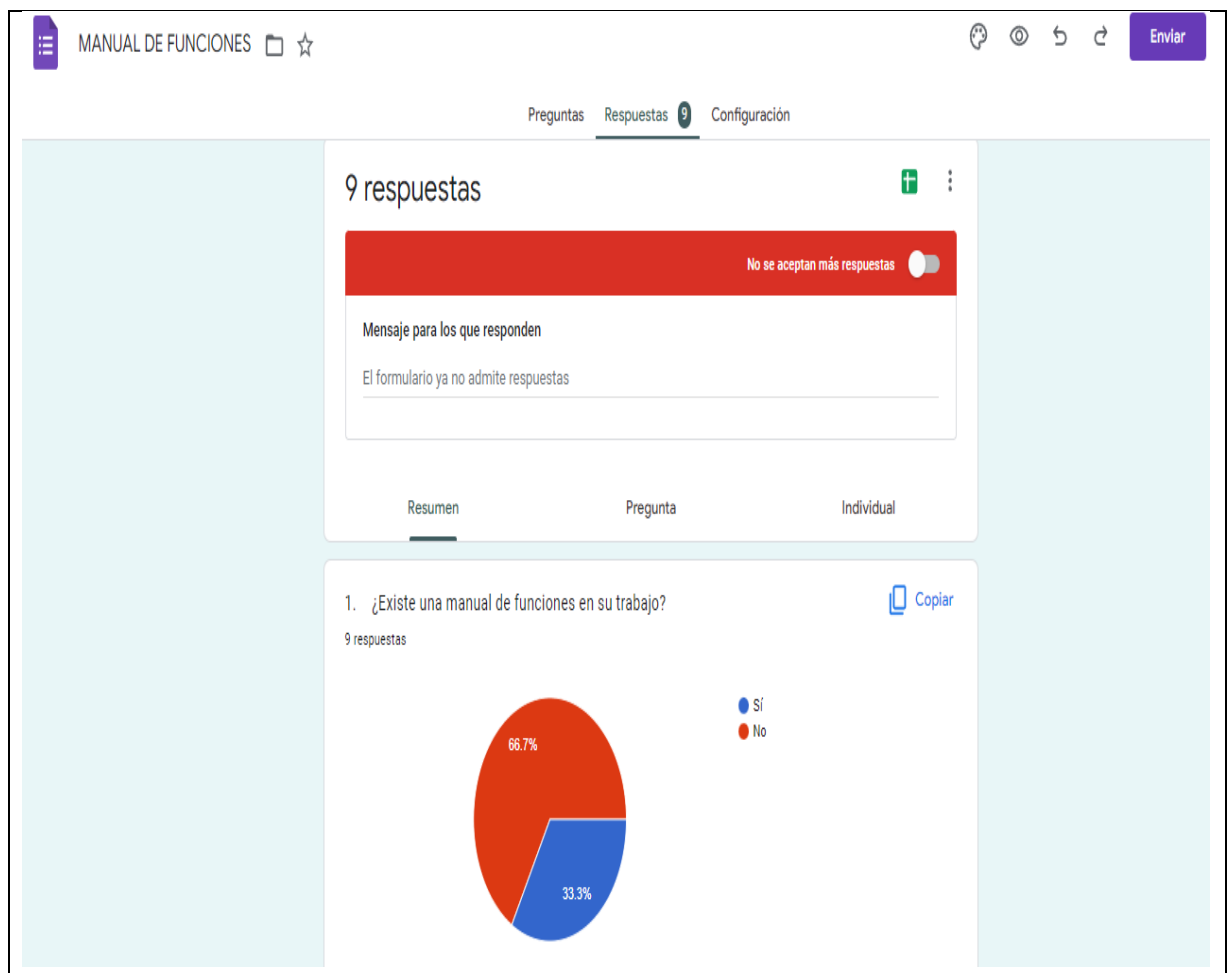 MANUAL DE FUNCIONES
Enviar
Preguntas Respuestas 9 Configuración
9 respuestas
No se aceptan más respuestas
Mensaje para los que responden
El formulario ya no admite respuestas
Resumen Pregunta Individual
1. ¿Existe una manual de funciones en su trabajo?
Copiar
9 respuestas
Sí
No
66.7%
33.3%